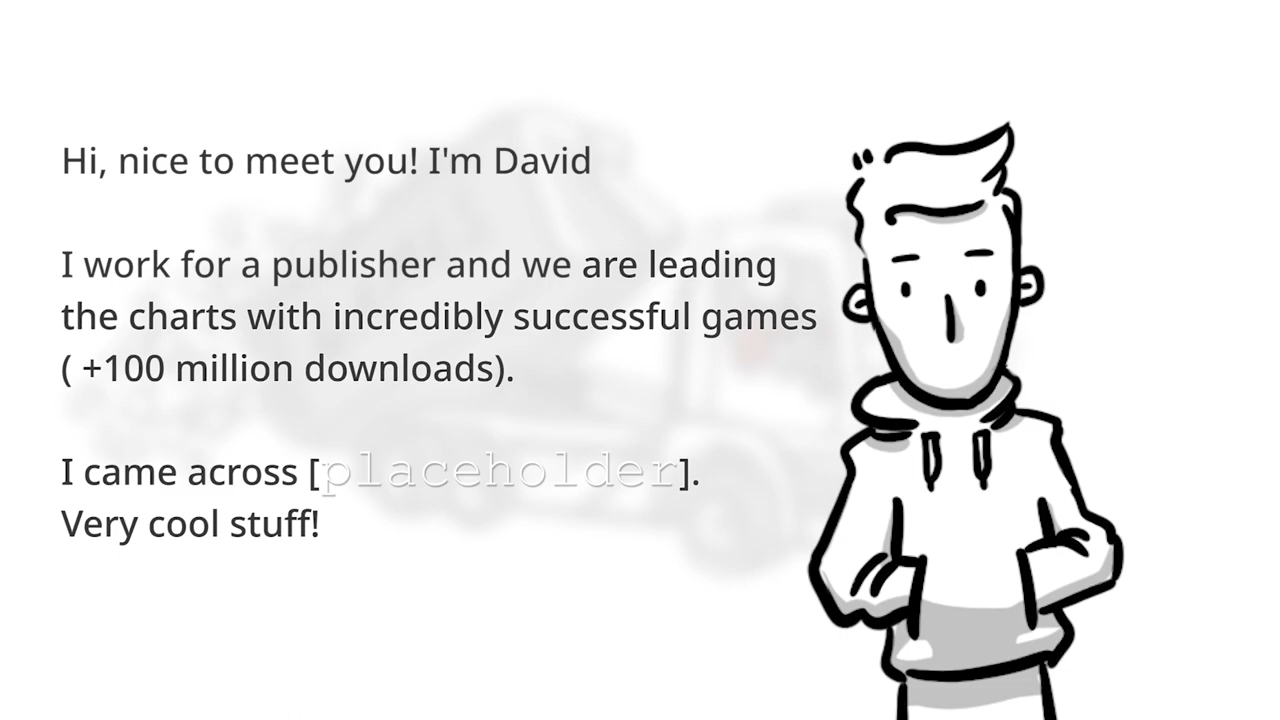 Hi, nice to meet you! I'm David
I work for a publisher and we are leading
the charts with incredibly successful games
( +100 million downloads).
I came across [placeholder].
Very cool stuff!